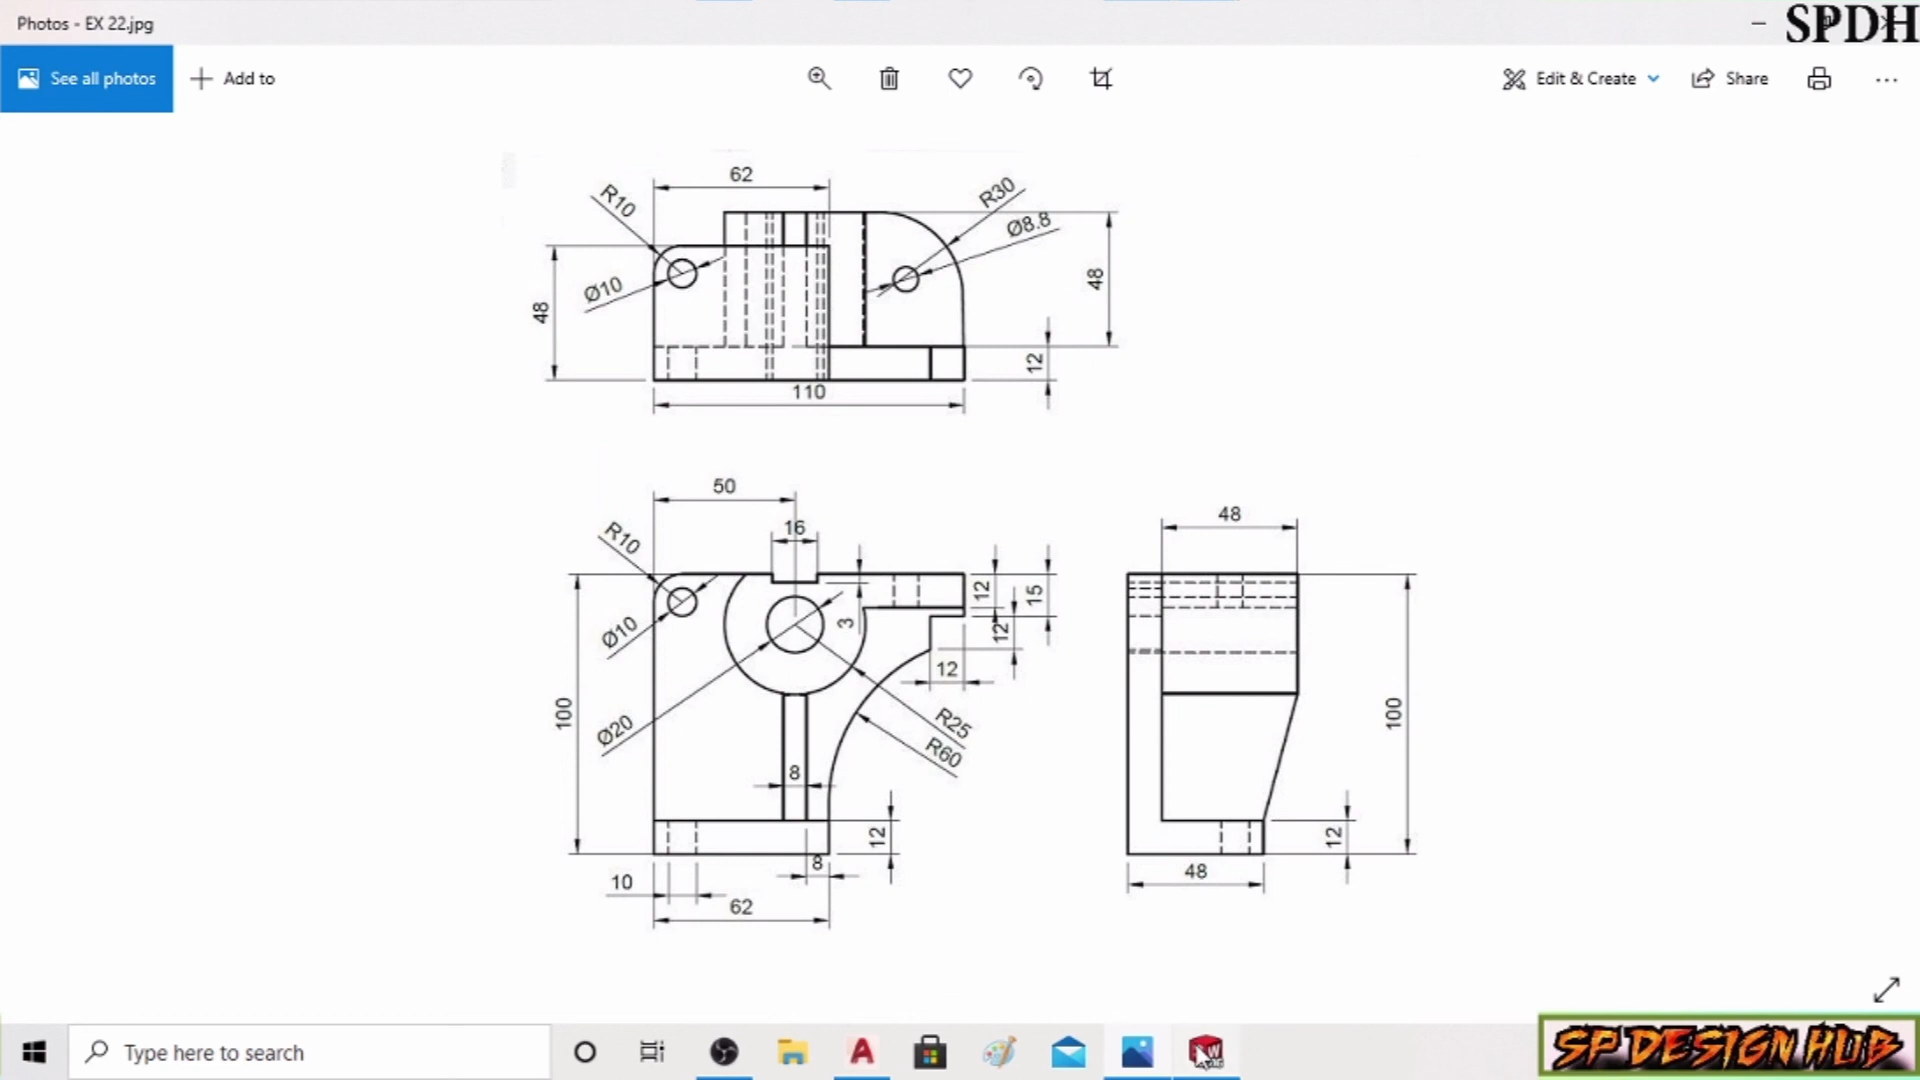 Photos - EX 22.jpg
SPDH
See all photos
Add to
Edit & Create
Share
62
R10
R30
Ø8.8
Ø10
48
48
12
110
50
48
16
R10
12
15
12
3
Ø10
12
100
100
Ø20
R25
R60
8
12
12
8
48
10
62
Type here to search
SP DESIGN HUB